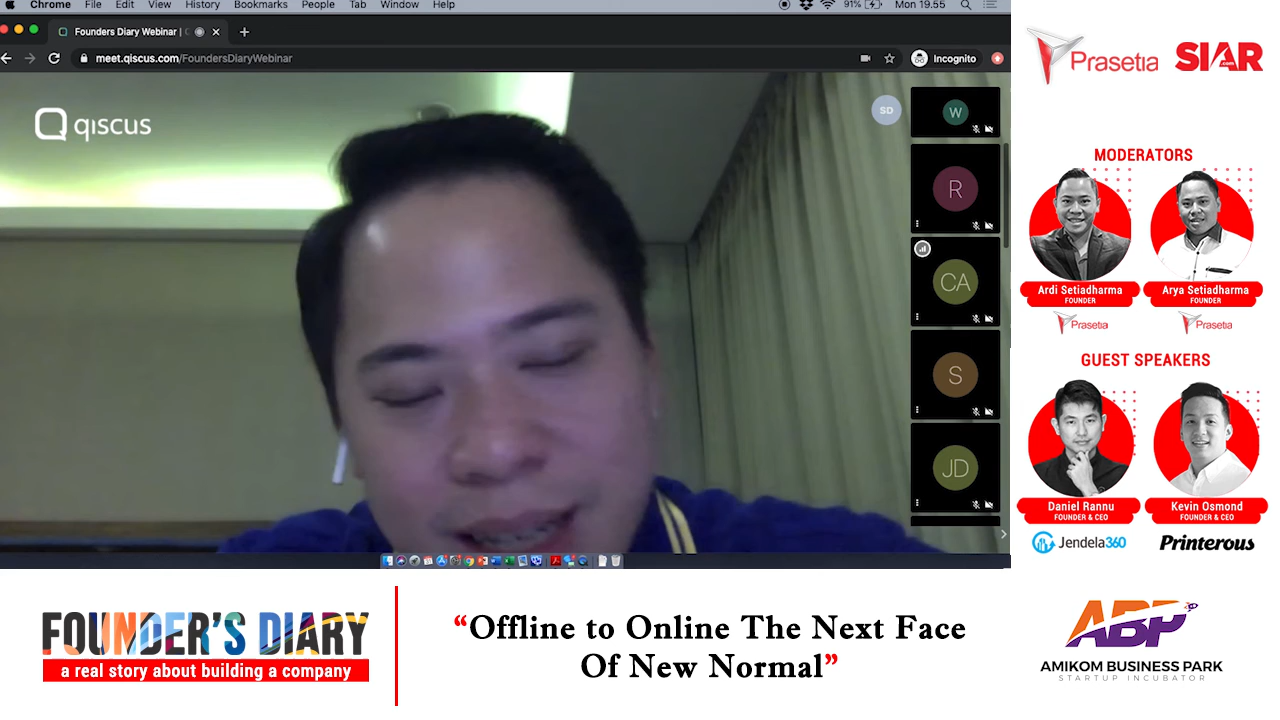 Chrome File Edit View History Bookmarks People Tab Window Help
91% Mon 19.55
Founders Diary Webinar |
meet.qiscus.com/FoundersDiaryWebinar
Incognito
qiscus
SD
W
R
CA
S
JD
Prasetia
SIAR
.com
MODERATORS
Ardi Setiadharma
FOUNDER
Prasetia
Arya Setiadharma
FOUNDER
Prasetia
GUEST SPEAKERS
Daniel Rannu
FOUNDER & CEO
Jendela360
Kevin Osmond
FOUNDER & CEO
Printerous
FOUNDER'S DIARY
a real story about building a company
“Offline to Online The Next Face
Of New Normal”
ABP
AMIKOM BUSINESS PARK
STARTUP INCUBATOR